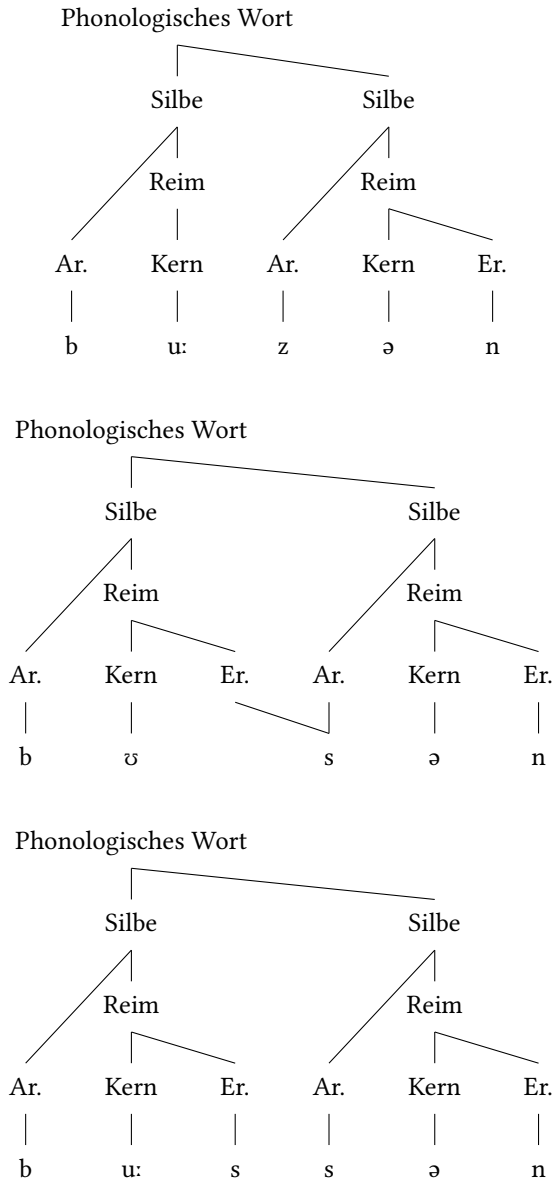 Phonologisches Wort
Silbe Silbe
Reim Reim
Ar. Kern Ar. Kern Er.
b uː z ə n
Phonologisches Wort
Silbe Silbe
Reim Reim
Ar. Kern Er. Ar. Kern Er.
b ʊ s ə n
Phonologisches Wort
Silbe Silbe
Reim Reim
Ar. Kern Er. Ar. Kern Er.
b uː s s ə n